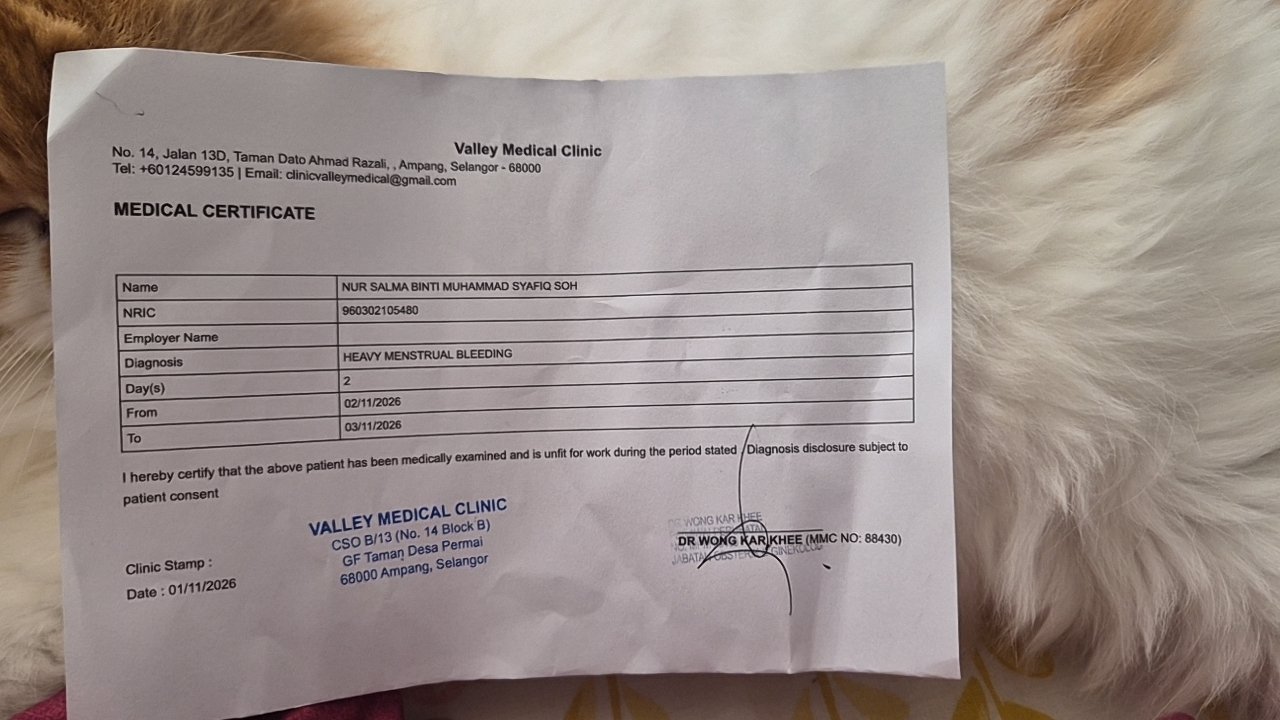 Valley Medical Clinic
No. 14, Jalan 13D, Taman Dato Ahmad Razali, , Ampang, Selangor - 68000
Tel: +60124599135 | Email: clinicvalleymedical@gmail.com
MEDICAL CERTIFICATE
Name NUR SALMA BINTI MUHAMMAD SYAFIQ SOH
NRIC 960302105480
Employer Name
Diagnosis HEAVY MENSTRUAL BLEEDING
Day(s) 2
From 02/11/2026
To 03/11/2026
I hereby certify that the above patient has been medically examined and is unfit for work during the period stated / Diagnosis disclosure subject to
patient consent
VALLEY MEDICAL CLINIC
CSO B/13 (No. 14 Block B)
GF Taman Desa Permai
68000 Ampang, Selangor
Clinic Stamp :
Date : 01/11/2026
DR WONG KAR KHEE
DR WONG KAR KHEE (MMC NO: 88430)
JABATAN